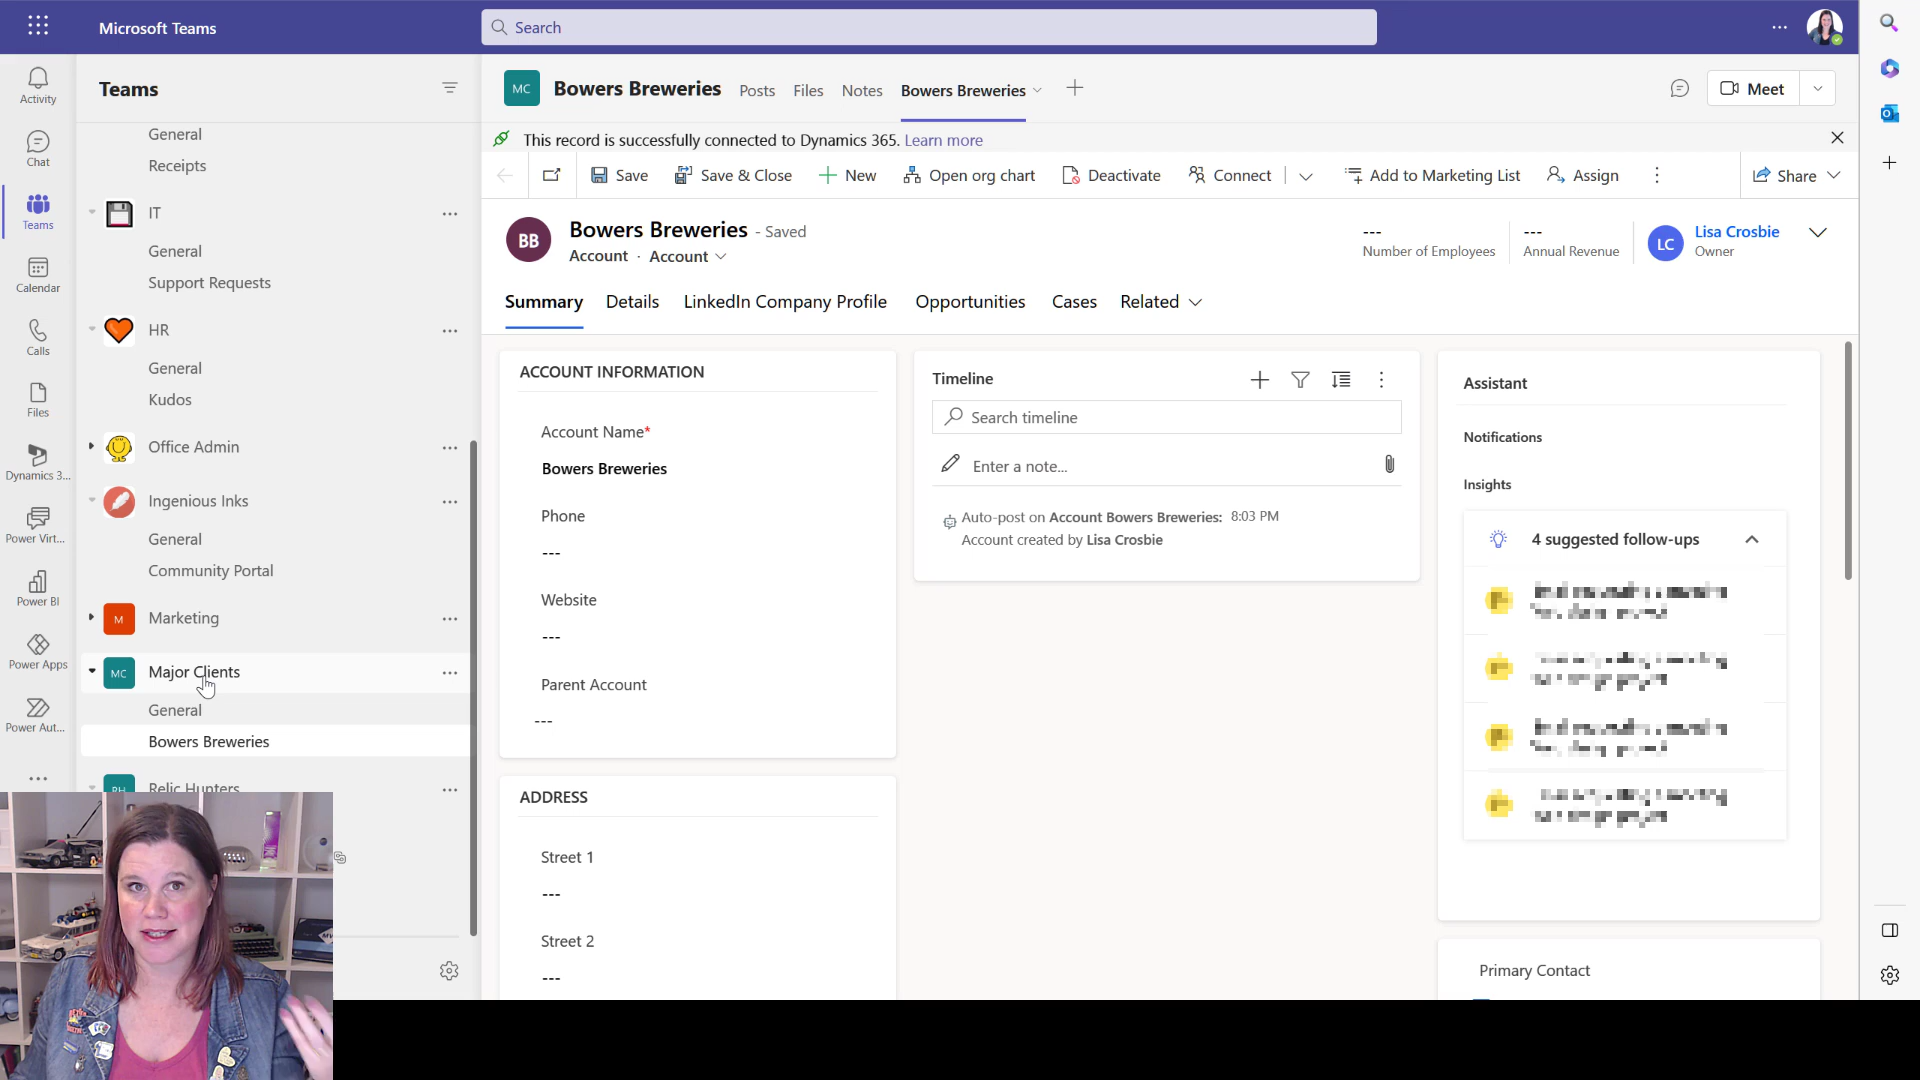 Microsoft Teams
Search
Activity
Chat
Teams
Calendar
Calls
Files
Dynamics 3...
Power Virt...
Power BI
Power Apps
Power Aut...
Teams
General
Receipts
IT
General
Support Requests
HR
General
Kudos
Office Admin
Ingenious Inks
General
Community Portal
M
Marketing
MC
Major Clients
General
Bowers Breweries
RH
Relic Hunters
MC
Bowers Breweries
Posts
Files
Notes
Bowers Breweries
Meet
This record is successfully connected to Dynamics 365. Learn more
Save
Save & Close
New
Open org chart
Deactivate
Connect
Add to Marketing List
Assign
Share
BB
Bowers Breweries - Saved
Account · Account
---
Number of Employees
---
Annual Revenue
LC
Lisa Crosbie
Owner
Summary
Details
LinkedIn Company Profile
Opportunities
Cases
Related
ACCOUNT INFORMATION
Account Name*
Bowers Breweries
Phone
---
Website
---
Parent Account
---
ADDRESS
Street 1
---
Street 2
---
Timeline
Search timeline
Enter a note...
Auto-post on Account Bowers Breweries: 8:03 PM
Account created by Lisa Crosbie
Assistant
Notifications
Insights
4 suggested follow-ups
Primary Contact